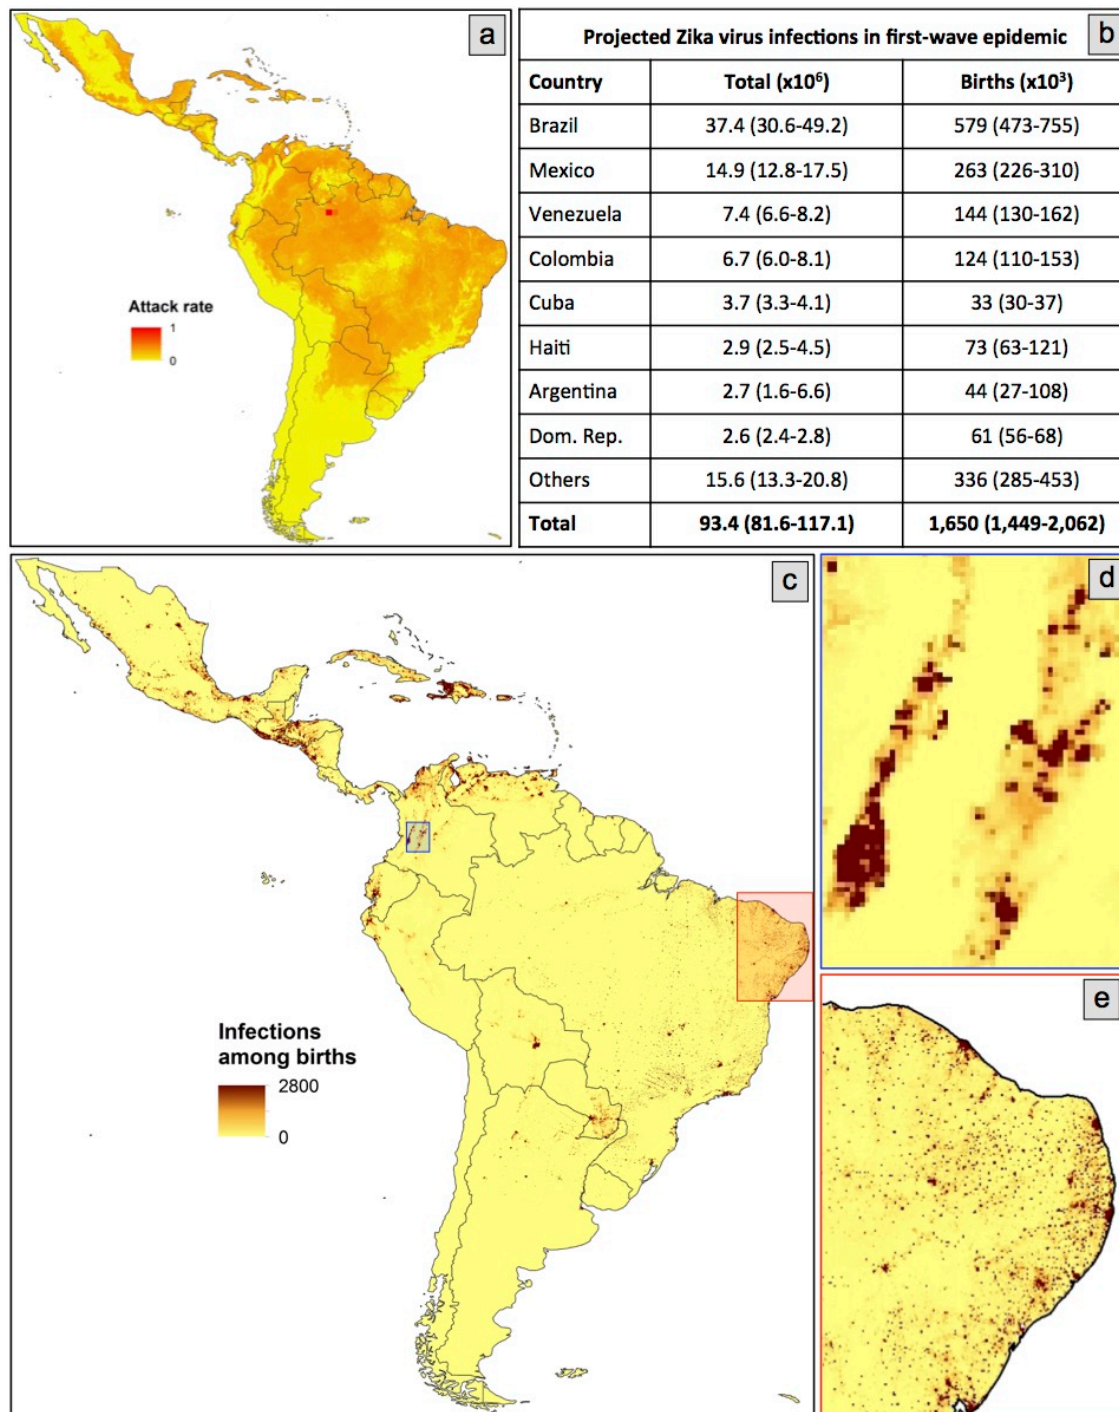 a
Attack rate
1
0
b
Projected Zika virus infections in first-wave epidemic
Country Total (x10⁶) Births (x10³)
Brazil 37.4 (30.6-49.2) 579 (473-755)
Mexico 14.9 (12.8-17.5) 263 (226-310)
Venezuela 7.4 (6.6-8.2) 144 (130-162)
Colombia 6.7 (6.0-8.1) 124 (110-153)
Cuba 3.7 (3.3-4.1) 33 (30-37)
Haiti 2.9 (2.5-4.5) 73 (63-121)
Argentina 2.7 (1.6-6.6) 44 (27-108)
Dom. Rep. 2.6 (2.4-2.8) 61 (56-68)
Others 15.6 (13.3-20.8) 336 (285-453)
Total 93.4 (81.6-117.1) 1,650 (1,449-2,062)
c
Infections
among births
2800
0
d
e